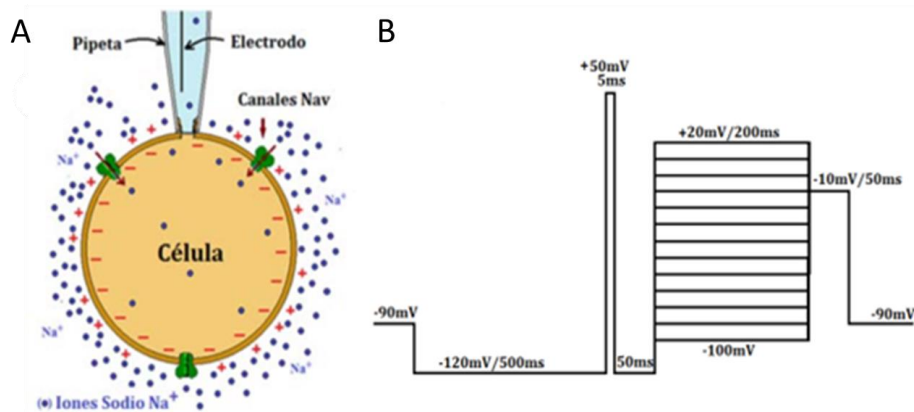 A
Pipeta
Electrodo
Canales Nav
Na⁺
Na⁺
Célula
Na⁺
Na⁺
(•) Iones Sodio Na⁺
B
+50mV
5ms
+20mV/200ms
-10mV/50ms
-90mV
-90mV
-120mV/500ms
50ms
-100mV